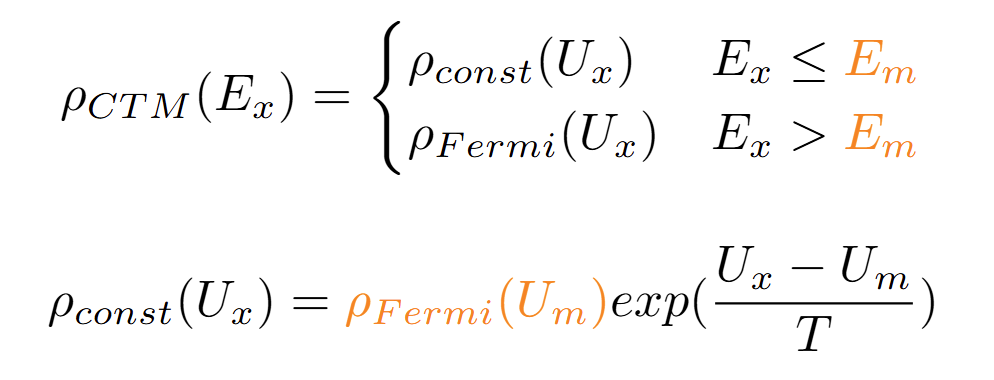 ρ_{CTM}(E_x) = { ρ_{const}(U_x)  E_x ≤ E_m
ρ_{Fermi}(U_x)  E_x > E_m
ρ_{const}(U_x) = ρ_{Fermi}(U_m)exp(\frac{U_x − U_m}{T})